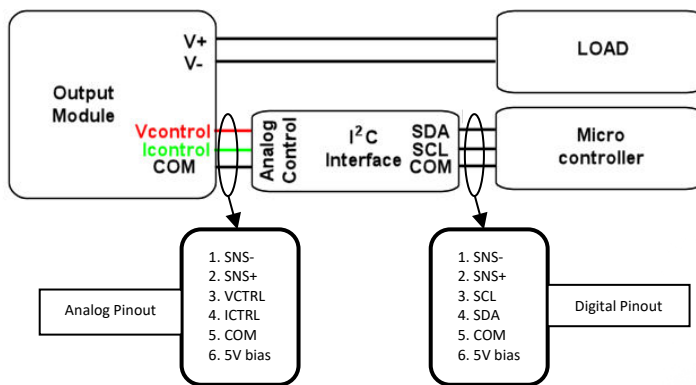 V+
V-
Output
Module
Vcontrol
Icontrol
COM
Analog
Control
I²C
Interface
SDA
SCL
COM
LOAD
Micro
controller
Analog Pinout
1. SNS-
2. SNS+
3. VCTRL
4. ICTRL
5. COM
6. 5V bias
1. SNS-
2. SNS+
3. SCL
4. SDA
5. COM
6. 5V bias
Digital Pinout